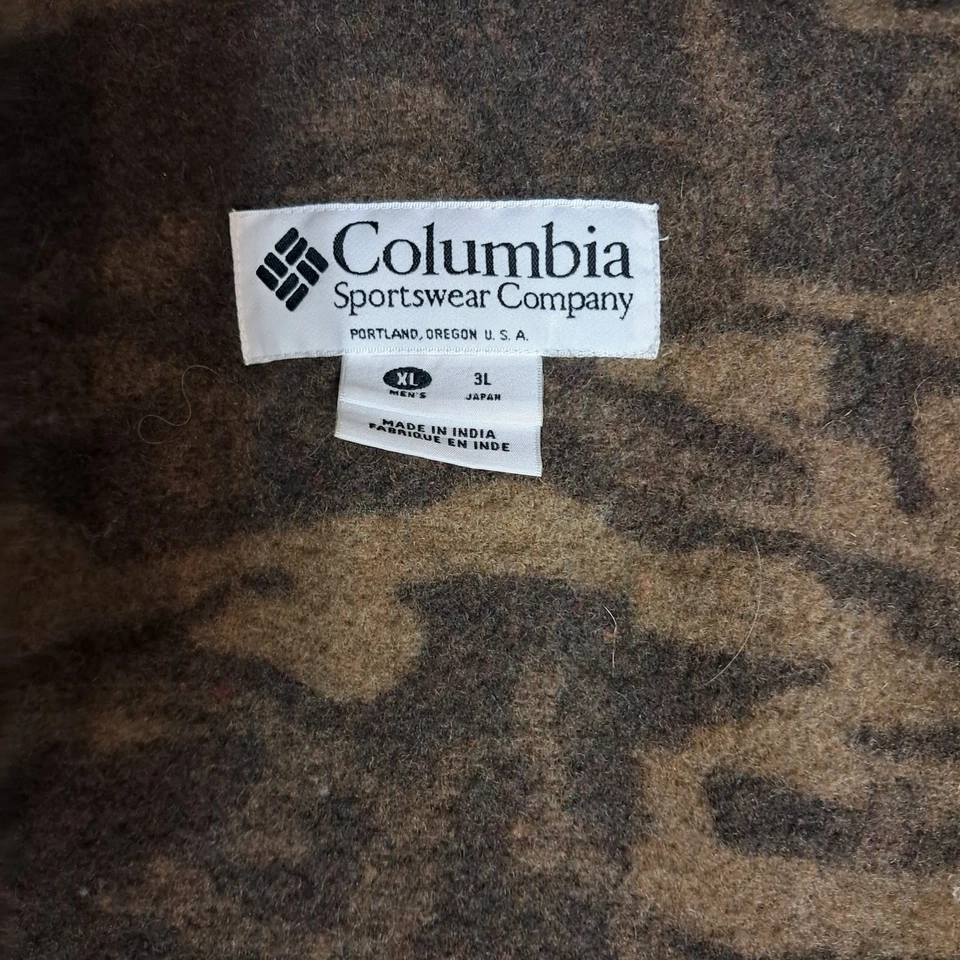 Columbia
Sportswear Company
PORTLAND, OREGON U. S. A.
XL 3L
MEN'S JAPAN
MADE IN INDIA
FABRIQUE EN INDE